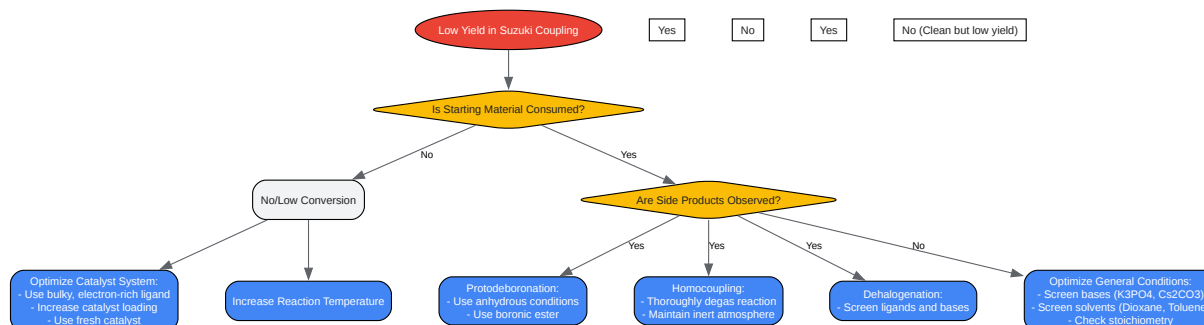 Low Yield in Suzuki Coupling
Yes
No
Yes
No (Clean but low yield)
Is Starting Material Consumed?
No
Yes
No/Low Conversion
Are Side Products Observed?
Yes
Yes
Yes
No
Optimize Catalyst System:
- Use bulky, electron-rich ligand
- Increase catalyst loading
- Use fresh catalyst
Increase Reaction Temperature
Protodeboronation:
- Use anhydrous conditions
- Use boronic ester
Homocoupling:
- Thoroughly degas reaction
- Maintain inert atmosphere
Dehalogenation:
- Screen ligands and bases
Optimize General Conditions:
- Screen bases (K3PO4, Cs2CO3)
- Screen solvents (Dioxane, Toluene
- Check stoichiometry